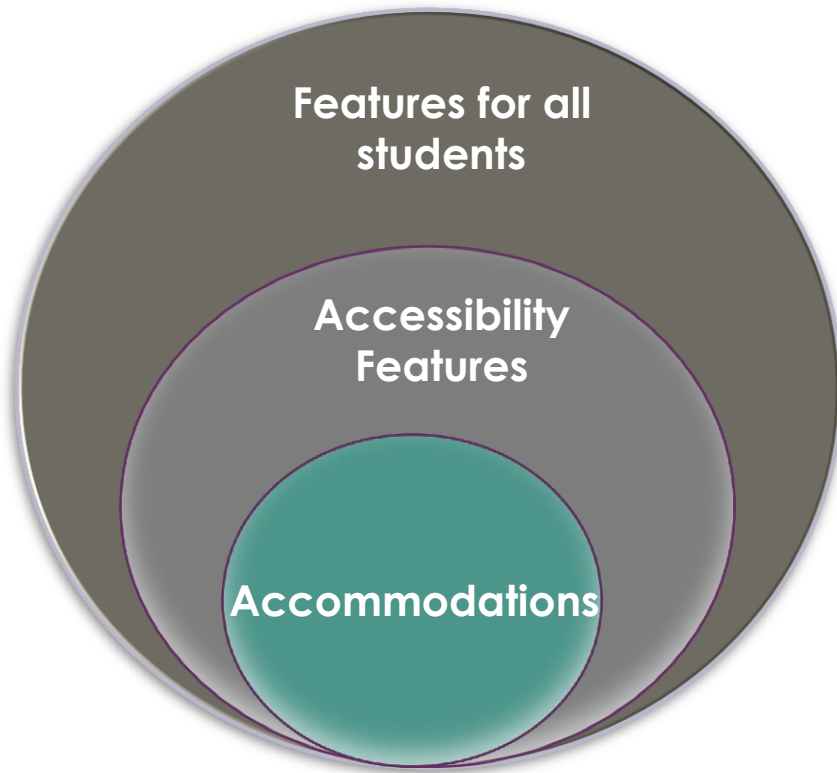 Features for all
students
Accessibility
Features
Accommodations